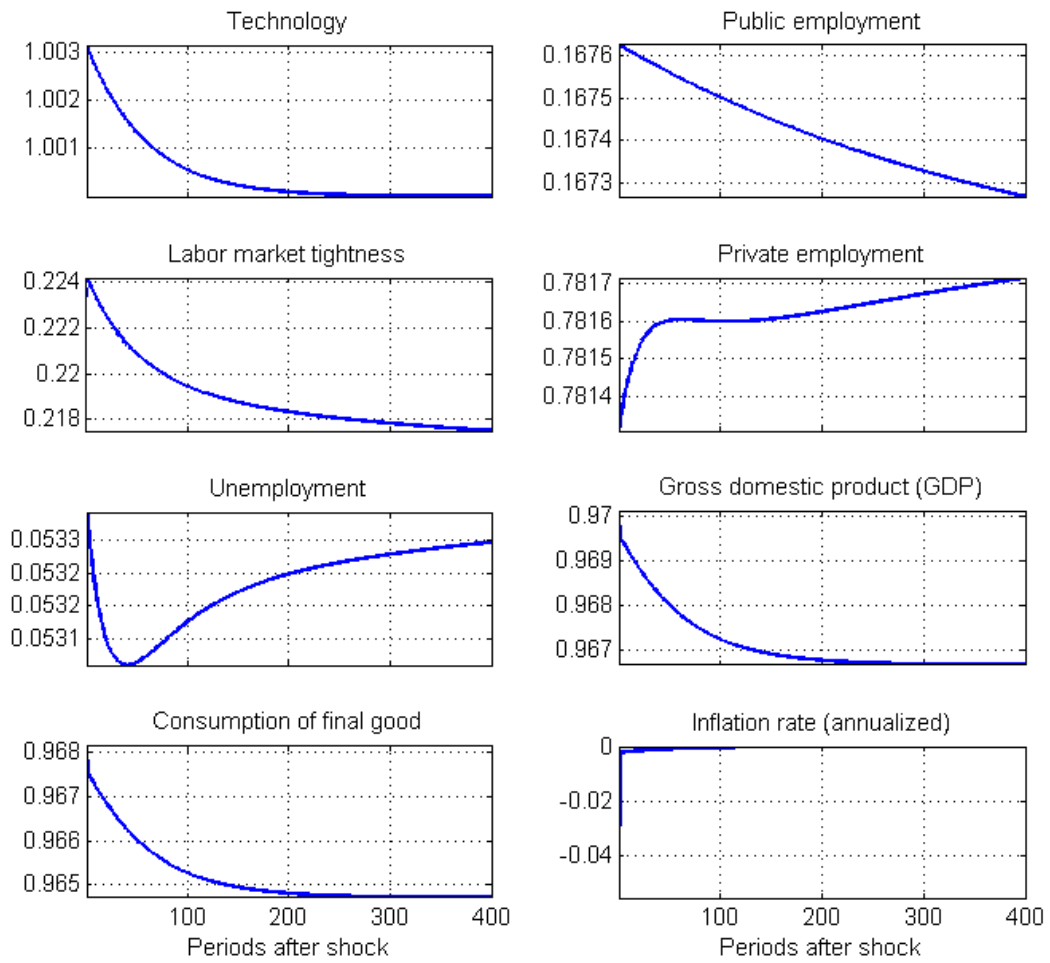 Technology
1.003
1.002
1.001
Public employment
0.1676
0.1675
0.1674
0.1673
Labor market tightness
0.224
0.222
0.22
0.218
Private employment
0.7817
0.7816
0.7815
0.7814
Unemployment
0.0533
0.0532
0.0532
0.0531
Gross domestic product (GDP)
0.97
0.969
0.968
0.967
Consumption of final good
0.968
0.967
0.966
0.965
100 200 300 400
Periods after shock
Inflation rate (annualized)
0
-0.02
-0.04
100 200 300 400
Periods after shock